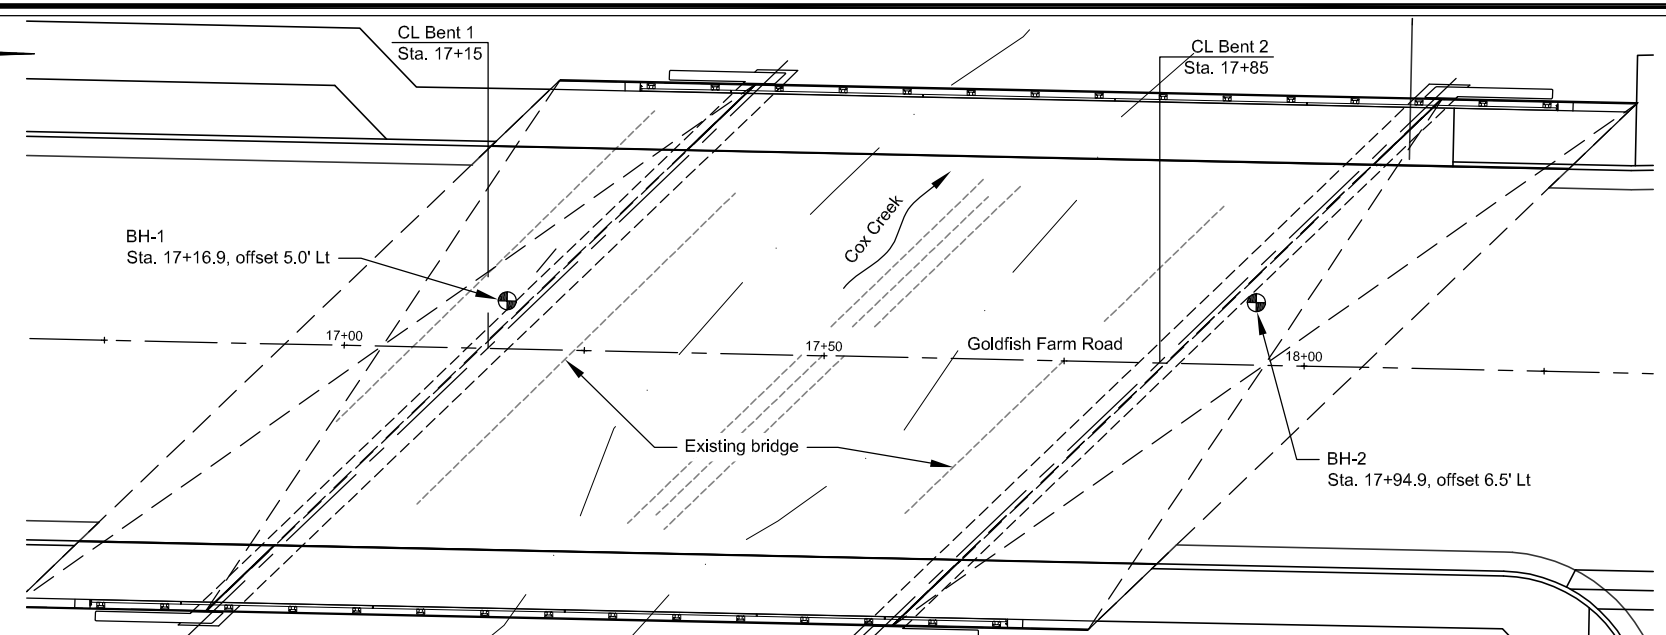 CL Bent 1
Sta. 17+15
CL Bent 2
Sta. 17+85
Cox Creek
BH-1
Sta. 17+16.9, offset 5.0' Lt
17+00
17+50
Goldfish Farm Road
18+00
Existing bridge
BH-2
Sta. 17+94.9, offset 6.5' Lt